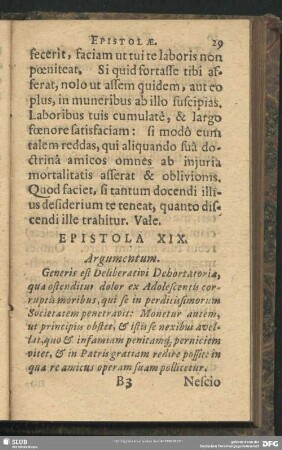 EPISTOLÆ. 29
fecerit, faciam ut tui te laboris non
pœniteat. Si quid fortasse tibi af-
ferat, nolo ut assem quidem, aut eo
plus, in muneribus ab illo suscipias.
Laboribus tuis cumulatè, & largo
fœnore satisfaciam: si modò eum
talem reddas, qui aliquando suâ do-
ctrinâ amicos omnes ab injuria
mortalitatis asserat & oblivionis.
Quod faciet, si tantum docendi illi-
us desiderium te teneat, quanto dis-
cendi ille trahitur. Vale.
EPISTOLA XIX.
Argumentum.
Generis est Deliberativi Dehortatoria,
qua ostenditur dolor ex Adolescentis cor-
ruptis moribus, qui se in perditissimorum
Societatem penetravit: Monetur autem,
ut principiis obstet, & istis se nexibus avel-
lat, quo & infamiam penitamq; perniciem
vitet, & in Patris gratiam redire possit: in
qua re amicus operam suam pollicetur.
B3 Nescio
SLUB
DFG